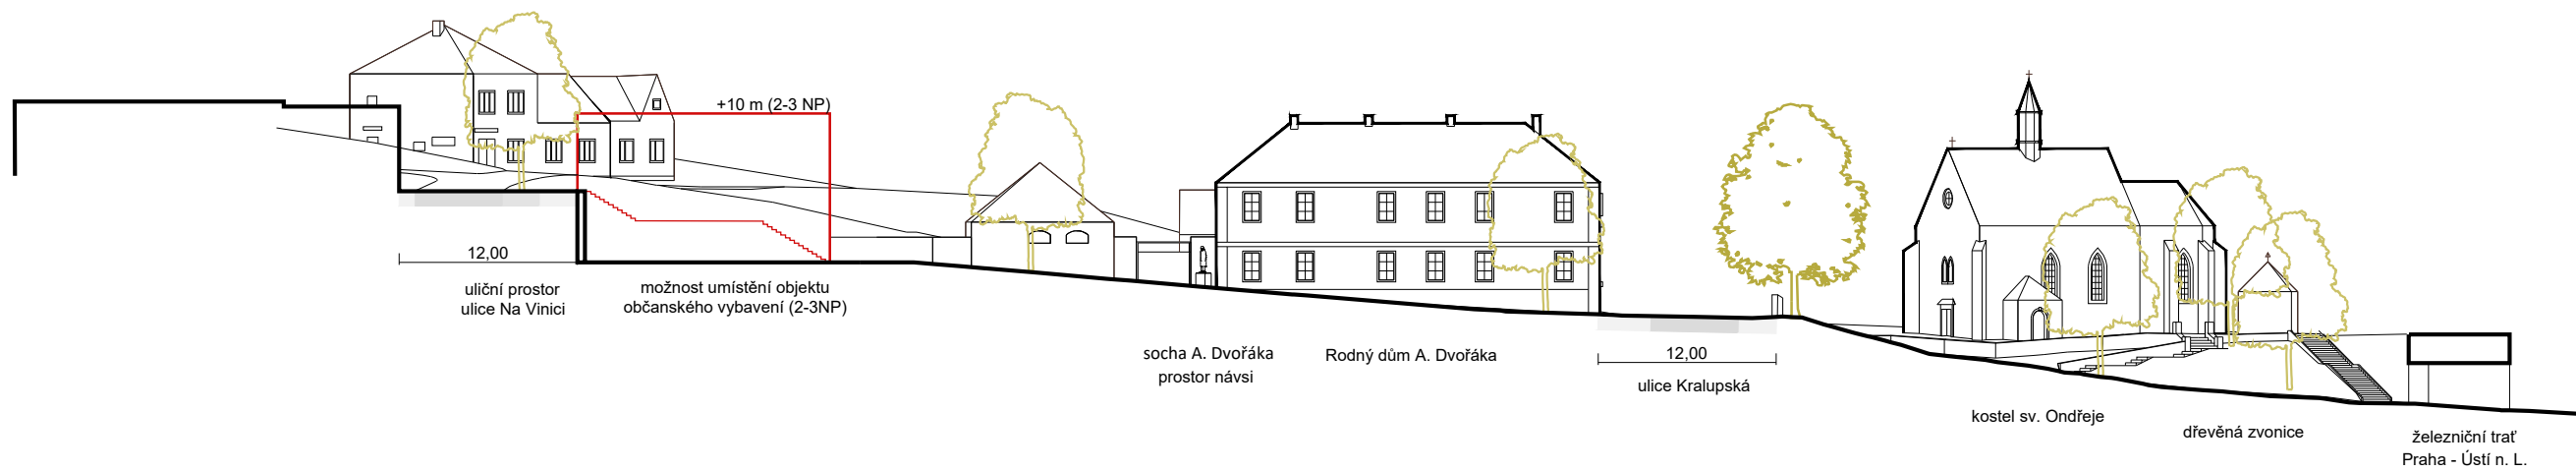 +10 m (2-3 NP)
12,00
uliční prostor
ulice Na Vinici
možnost umístění objektu
občanského vybavení (2-3NP)
socha A. Dvořáka
prostor návsi
Rodný dům A. Dvořáka
12,00
ulice Kralupská
kostel sv. Ondřeje
dřevěná zvonice
železniční trať
Praha - Ústí n. L.